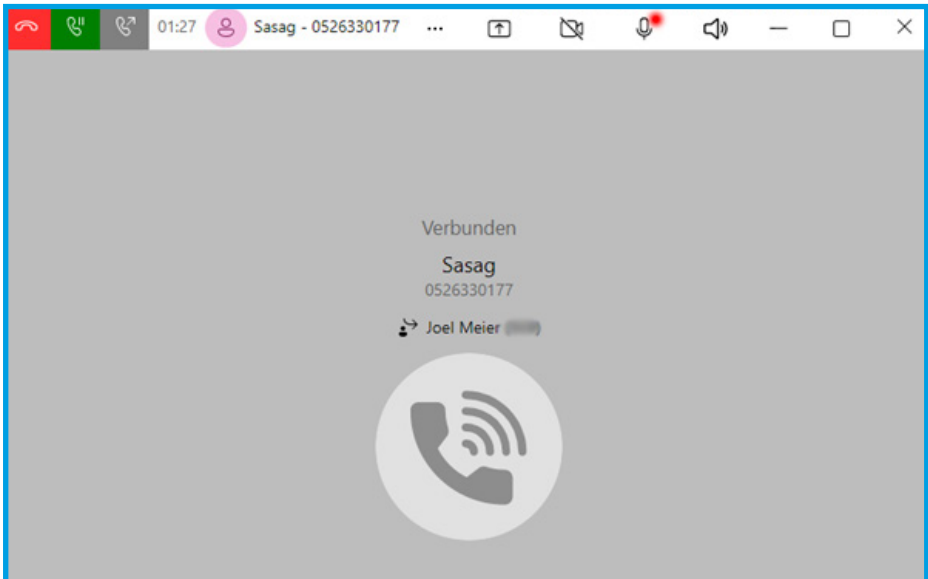 01:27 Sasag - 0526330177 ...
Verbunden
Sasag
0526330177
Joel Meier